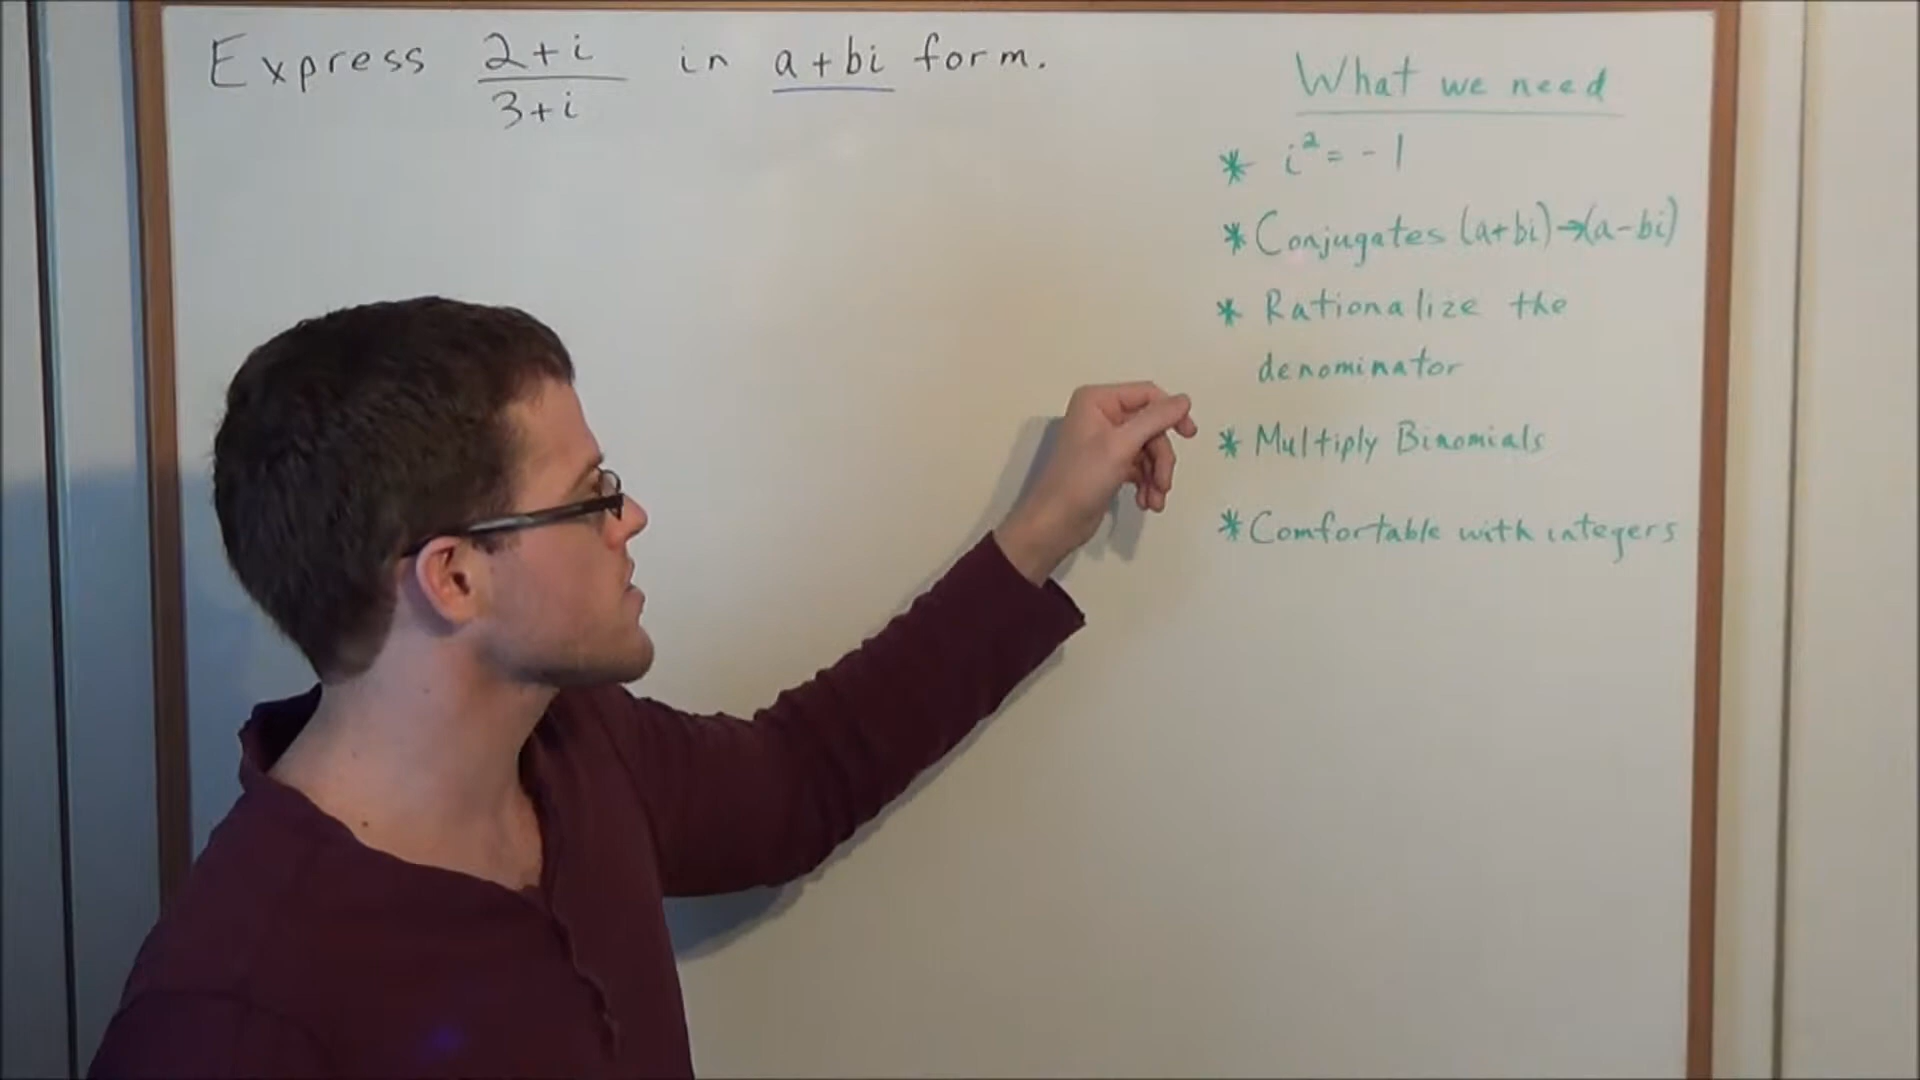 Express 2+i / 3+i in a+bi form.
What we need
* i² = -1
* Conjugates (a+bi)→(a-bi)
* Rationalize the
denominator
* Multiply Binomials
* Comfortable with integers